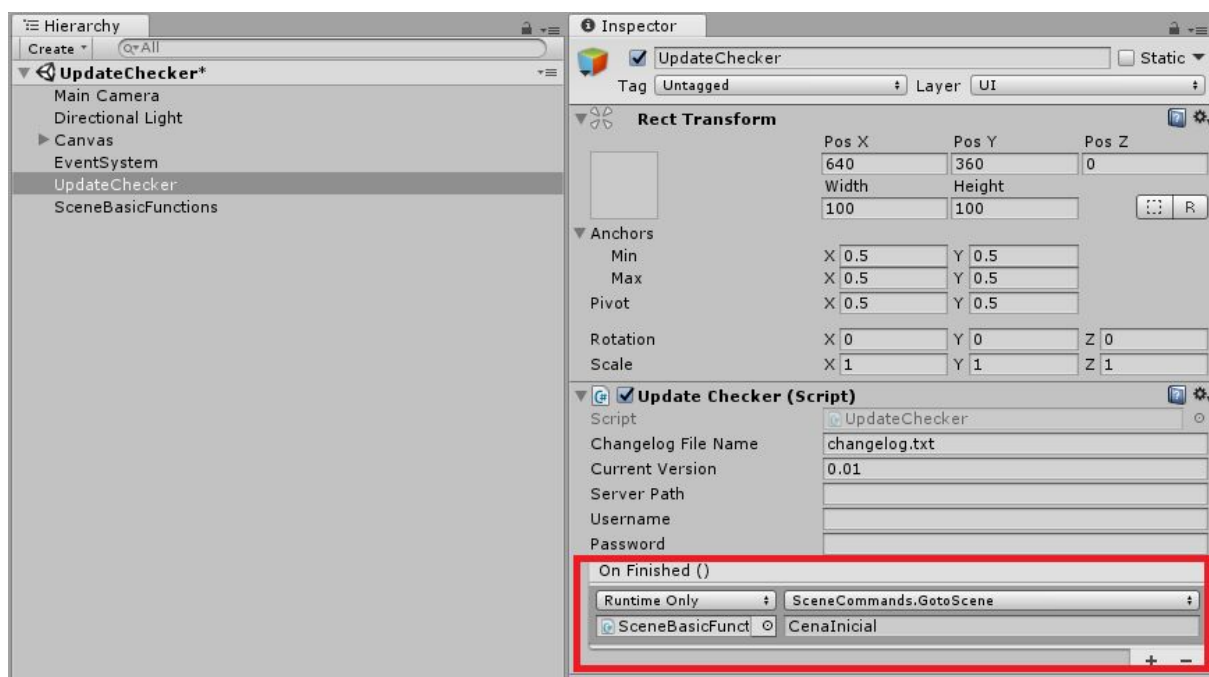 Hierarchy
Create
All
UpdateChecker*
Main Camera
Directional Light
Canvas
EventSystem
UpdateChecker
SceneBasicFunctions
Inspector
UpdateChecker Static
Tag Untagged Layer UI
Rect Transform
Pos X Pos Y Pos Z
640 360 0
Width Height
100 100 R
Anchors
Min X 0.5 Y 0.5
Max X 0.5 Y 0.5
Pivot X 0.5 Y 0.5
Rotation X 0 Y 0 Z 0
Scale X 1 Y 1 Z 1
Update Checker (Script)
Script UpdateChecker
Changelog File Name changelog.txt
Current Version 0.01
Server Path
Username
Password
On Finished ()
Runtime Only SceneCommands.GotoScene
SceneBasicFunct CenaInicial
+ −